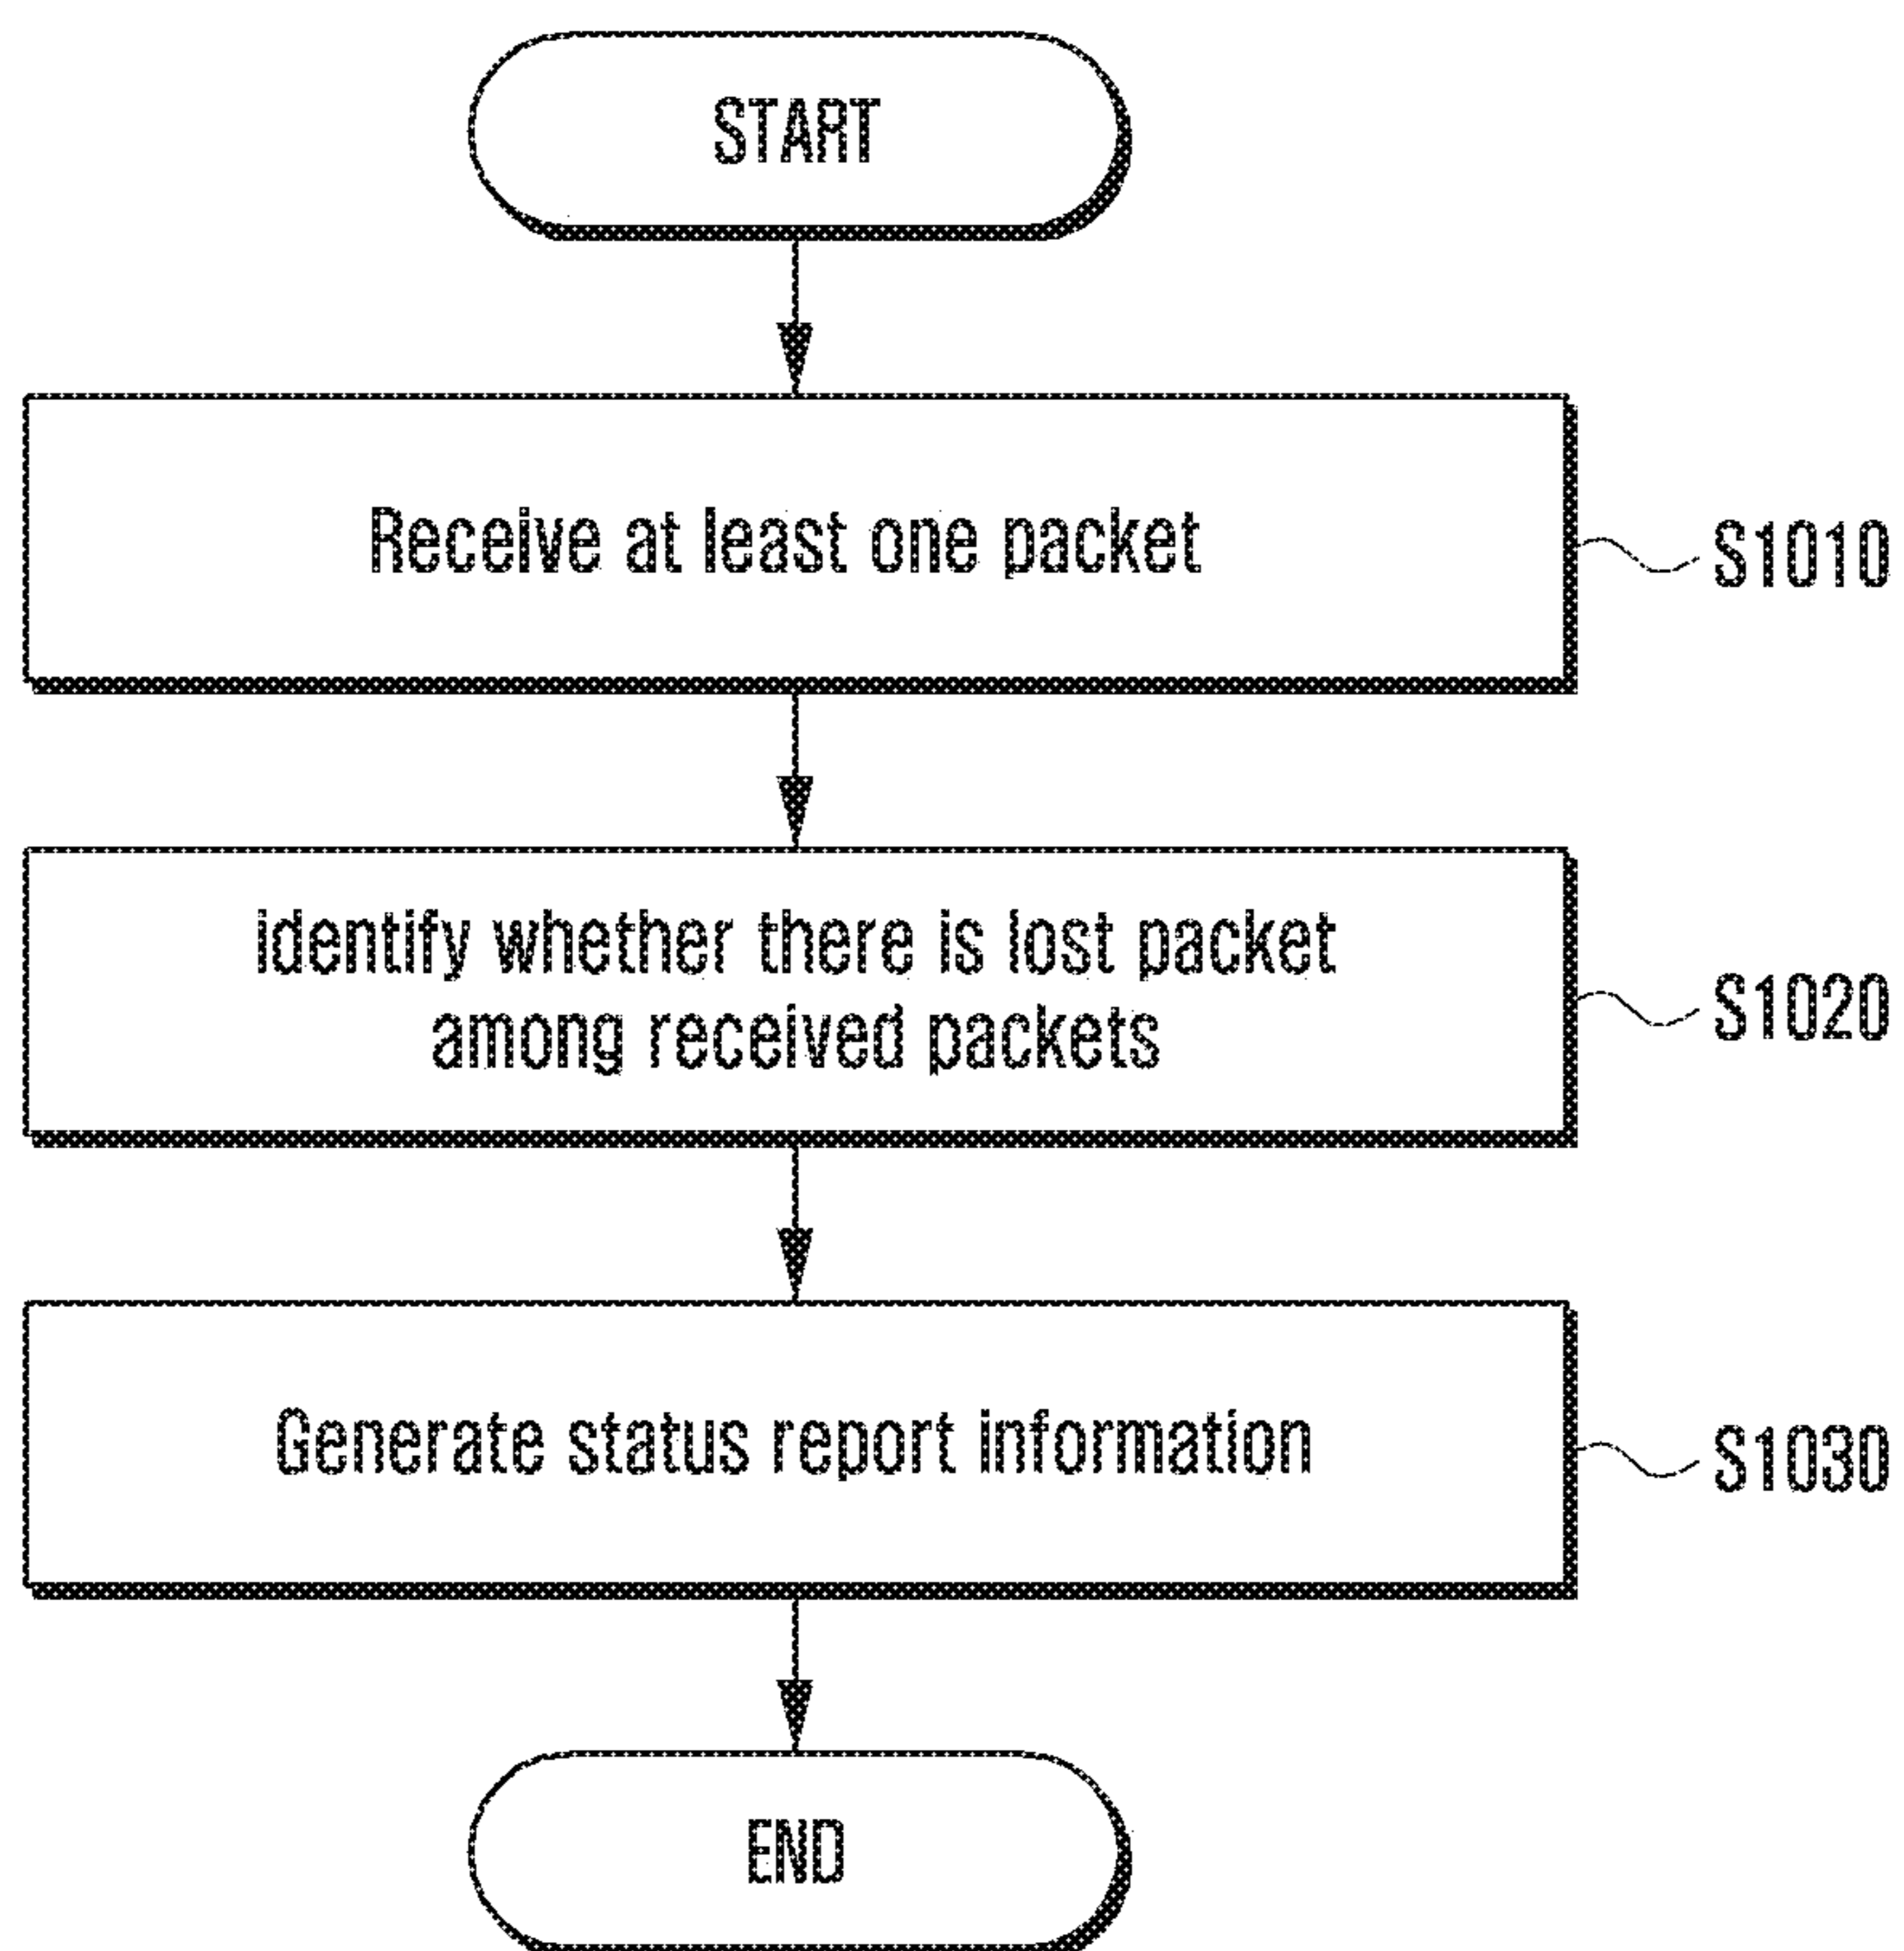 START
Receive at least one packet
S1010
identify whether there is lost packet
among received packets
S1020
Generate status report information
S1030
END